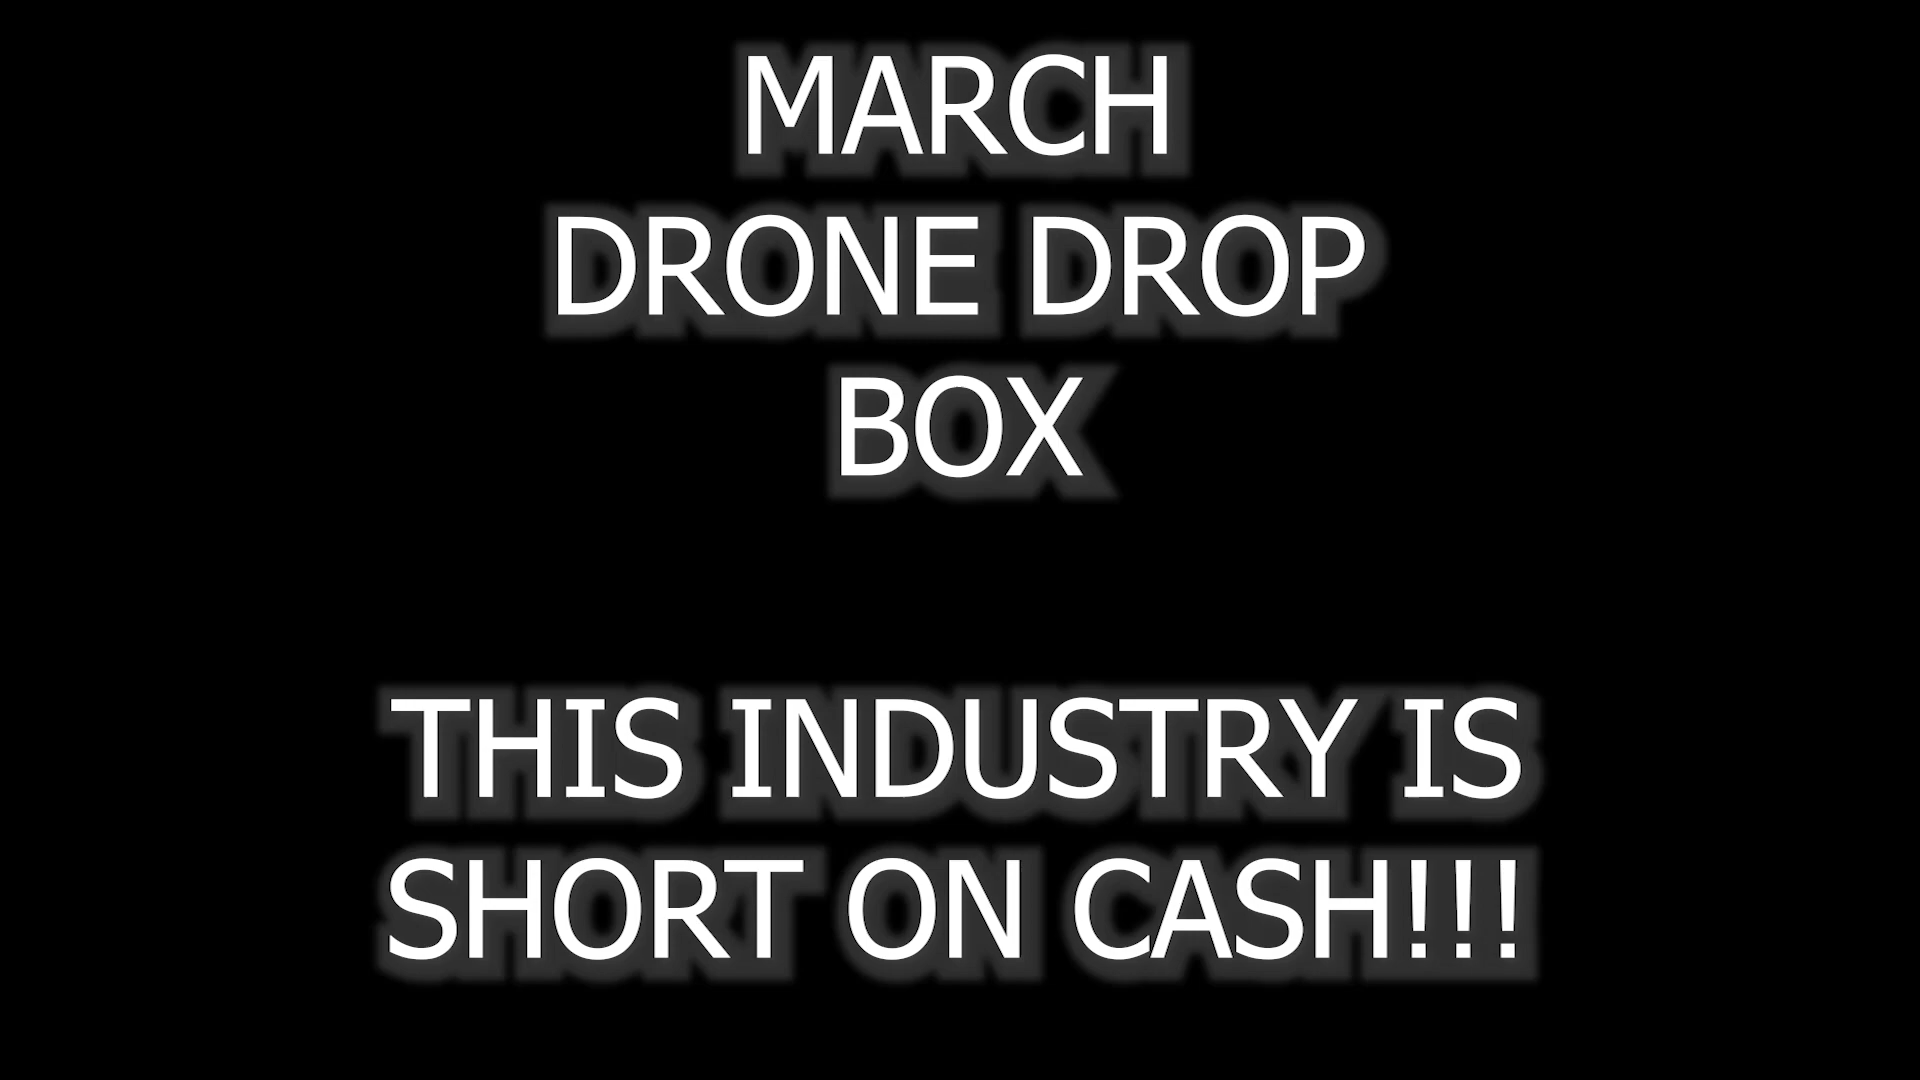 MARCH
DRONE DROP
BOX
THIS INDUSTRY IS
SHORT ON CASH!!!